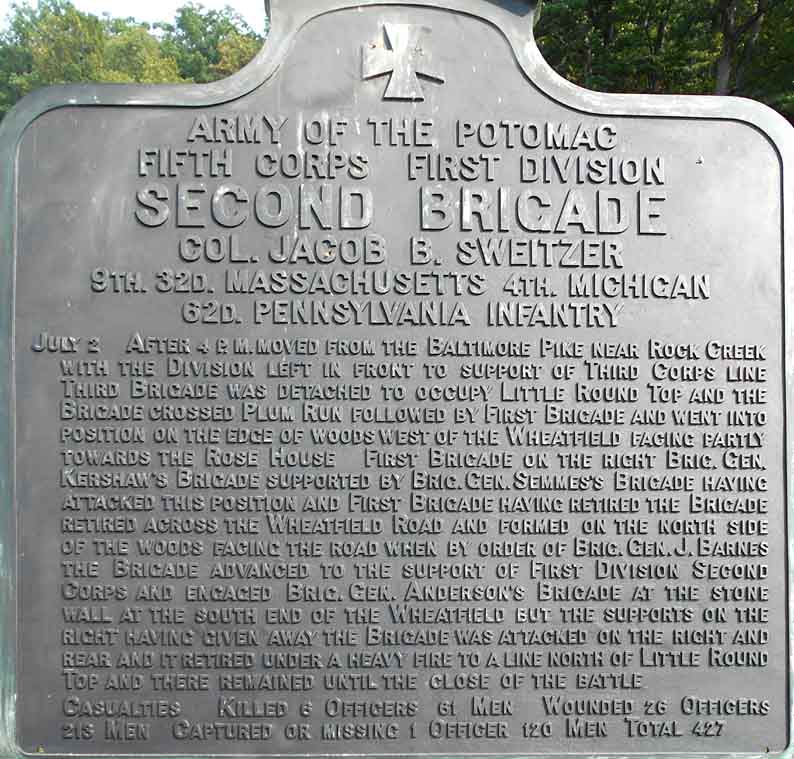 ARMY OF THE POTOMAC
FIFTH CORPS FIRST DIVISION
SECOND BRIGADE
COL. JACOB B. SWEITZER
9TH. 32D. MASSACHUSETTS 4TH. MICHIGAN
62D. PENNSYLVANIA INFANTRY
JULY 2 AFTER 4 P.M. MOVED FROM THE BALTIMORE PIKE NEAR ROCK CREEK
WITH THE DIVISION LEFT IN FRONT TO SUPPORT OF THIRD CORPS LINE
THIRD BRIGADE WAS DETACHED TO OCCUPY LITTLE ROUND TOP AND THE
BRIGADE CROSSED PLUM RUN FOLLOWED BY FIRST BRIGADE AND WENT INTO
POSITION ON THE EDGE OF WOODS WEST OF THE WHEATFIELD FACING PARTLY
TOWARDS THE ROSE HOUSE FIRST BRIGADE ON THE RIGHT BRIG. GEN.
KERSHAW'S BRIGADE SUPPORTED BY BRIG. GEN. SEMMES'S BRIGADE HAVING
ATTACKED THIS POSITION AND FIRST BRIGADE HAVING RETIRED THE BRIGADE
RETIRED ACROSS THE WHEATFIELD ROAD AND FORMED ON THE NORTH SIDE
OF THE WOODS FACING THE ROAD WHEN BY ORDER OF BRIG. GEN. J. BARNES
THE BRIGADE ADVANCED TO THE SUPPORT OF FIRST DIVISION SECOND
CORPS AND ENGAGED BRIG. GEN. ANDERSON'S BRIGADE AT THE STONE
WALL AT THE SOUTH END OF THE WHEATFIELD BUT THE SUPPORTS ON THE
RIGHT HAVING GIVEN AWAY THE BRIGADE WAS ATTACKED ON THE RIGHT AND
REAR AND IT RETIRED UNDER A HEAVY FIRE TO A LINE NORTH OF LITTLE ROUND
TOP AND THERE REMAINED UNTIL THE CLOSE OF THE BATTLE
CASUALTIES KILLED 6 OFFICERS 61 MEN WOUNDED 26 OFFICERS
213 MEN CAPTURED OR MISSING 1 OFFICER 120 MEN TOTAL 427